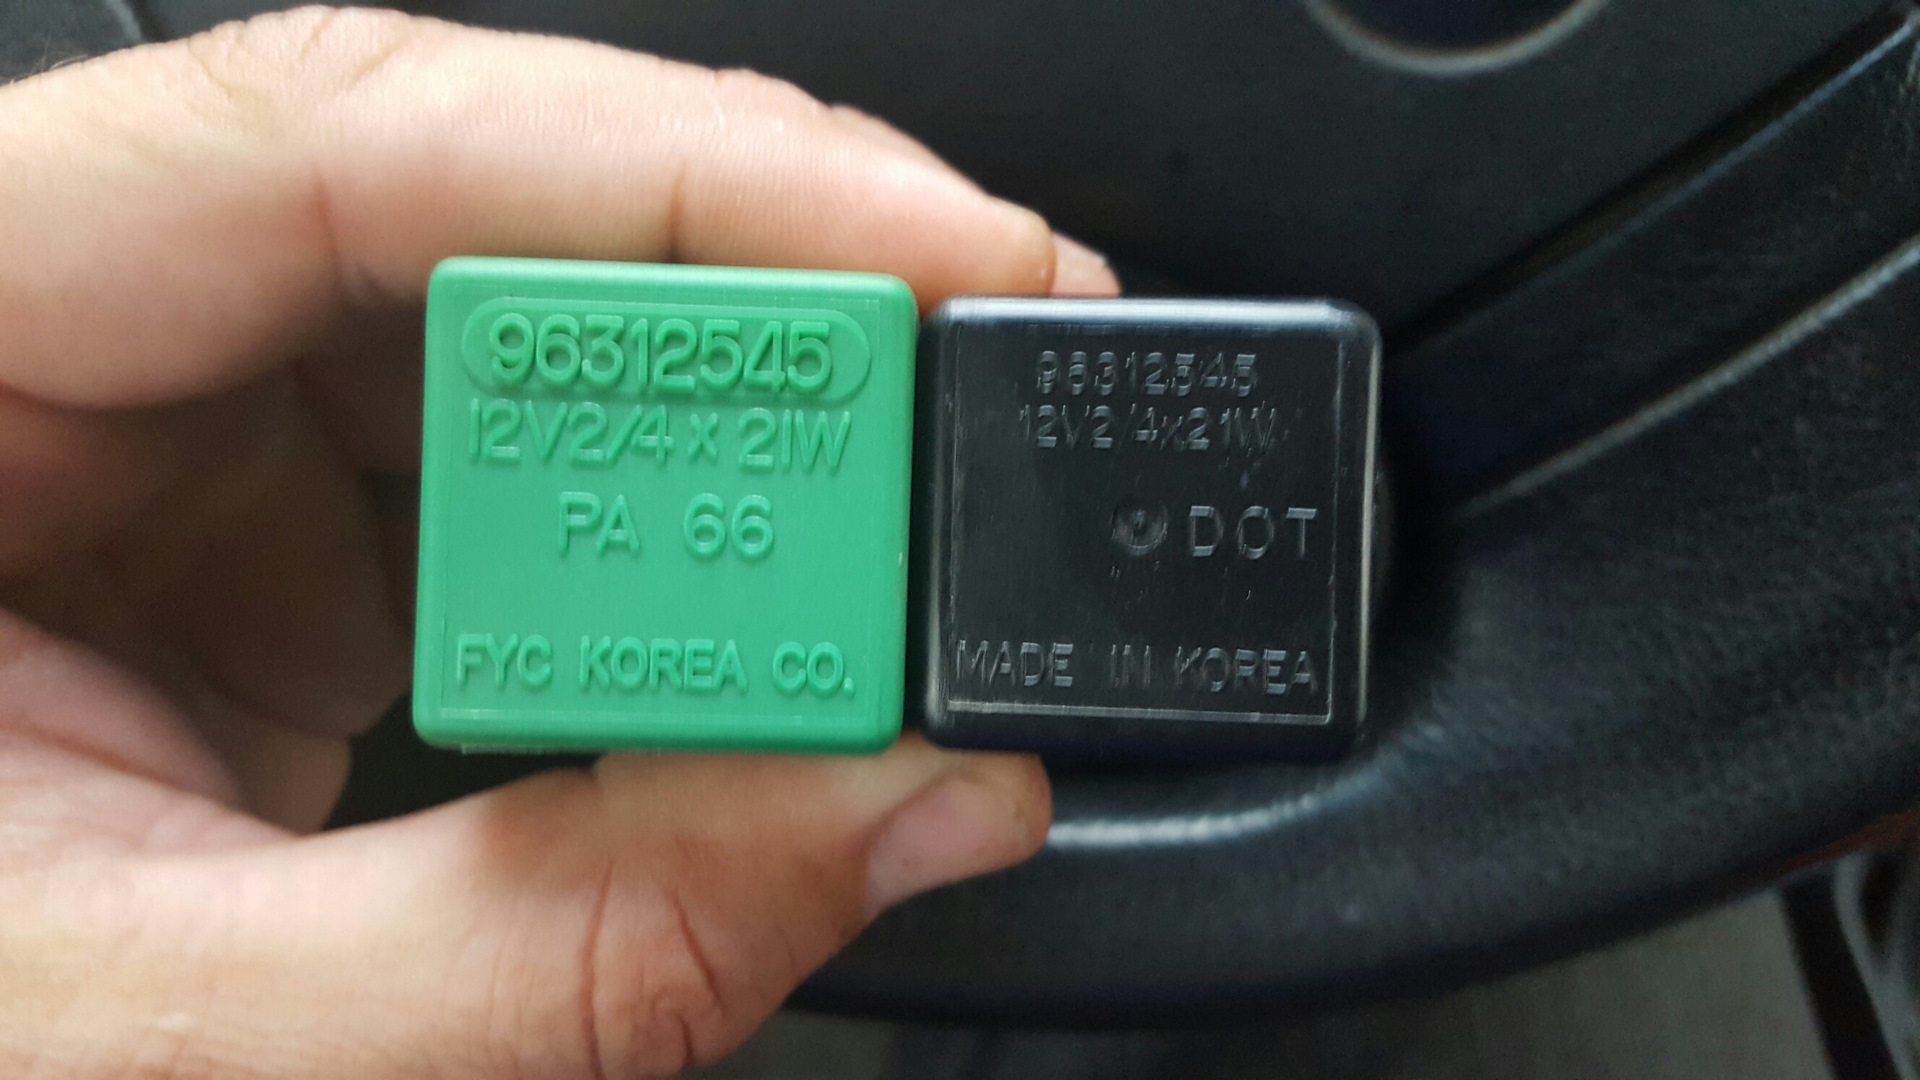 96312545
12V2/4 x 21W
PA 66
FYC KOREA CO.
96312545
12V2/4x21W
DOT
MADE IN KOREA